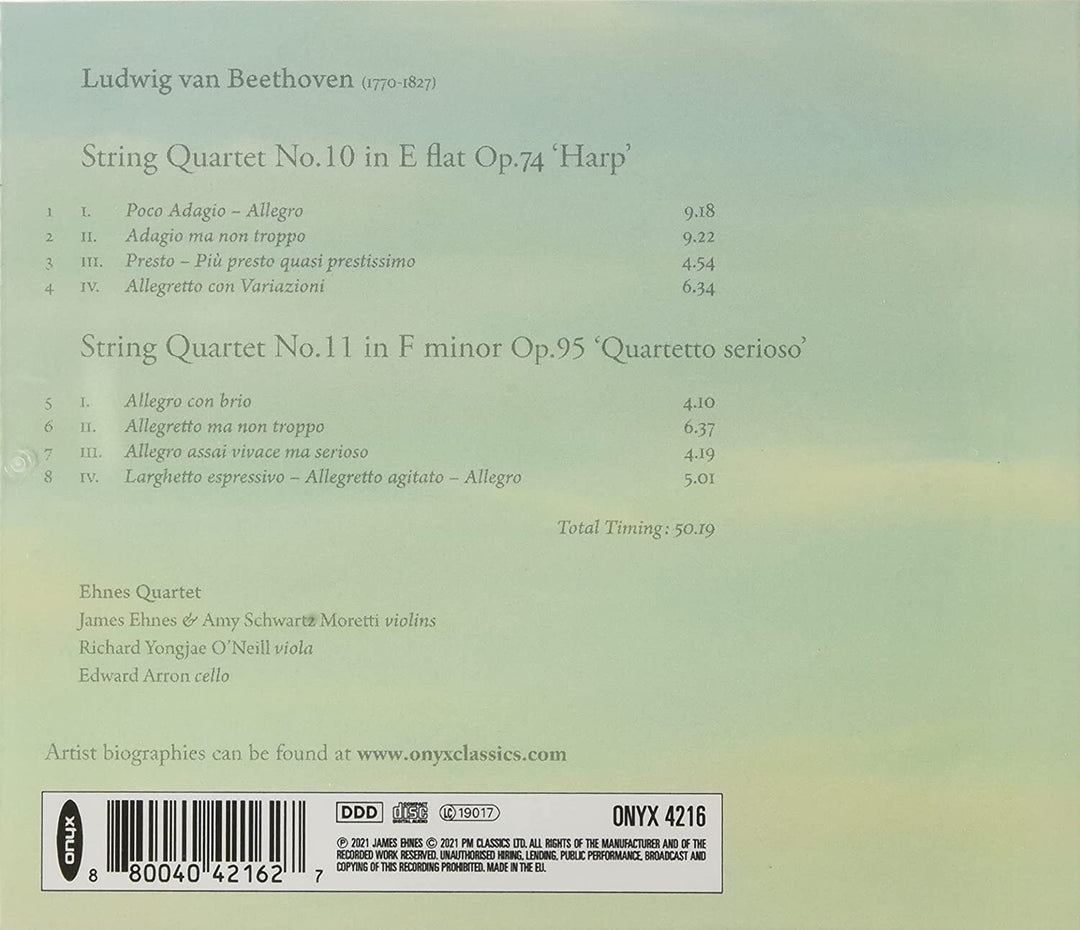 Ludwig van Beethoven (1770-1827)
String Quartet No.10 in E flat Op.74 ‘Harp’
1 I. Poco Adagio – Allegro 9.18
2 II. Adagio ma non troppo 9.22
3 III. Presto – Più presto quasi prestissimo 4.54
4 IV. Allegretto con Variazioni 6.34
String Quartet No.11 in F minor Op.95 ‘Quartetto serioso’
5 I. Allegro con brio 4.10
6 II. Allegretto ma non troppo 6.37
7 III. Allegro assai vivace ma serioso 4.19
8 IV. Larghetto espressivo – Allegretto agitato – Allegro 5.01
Total Timing: 50.19
Ehnes Quartet
James Ehnes & Amy Schwartz Moretti violins
Richard Yongjae O’Neill viola
Edward Arron cello
Artist biographies can be found at www.onyxclassics.com
onyx
8 80040 42162 7
DDD COMPACT disc DIGITAL AUDIO LC 19017
ONYX 4216
℗ 2021 JAMES EHNES © 2021 PM CLASSICS LTD. ALL RIGHTS OF THE MANUFACTURER AND OF THE
RECORDED WORK RESERVED. UNAUTHORISED HIRING, LENDING, PUBLIC PERFORMANCE, BROADCAST AND
COPYING OF THIS RECORDING PROHIBITED. MADE IN THE EU.